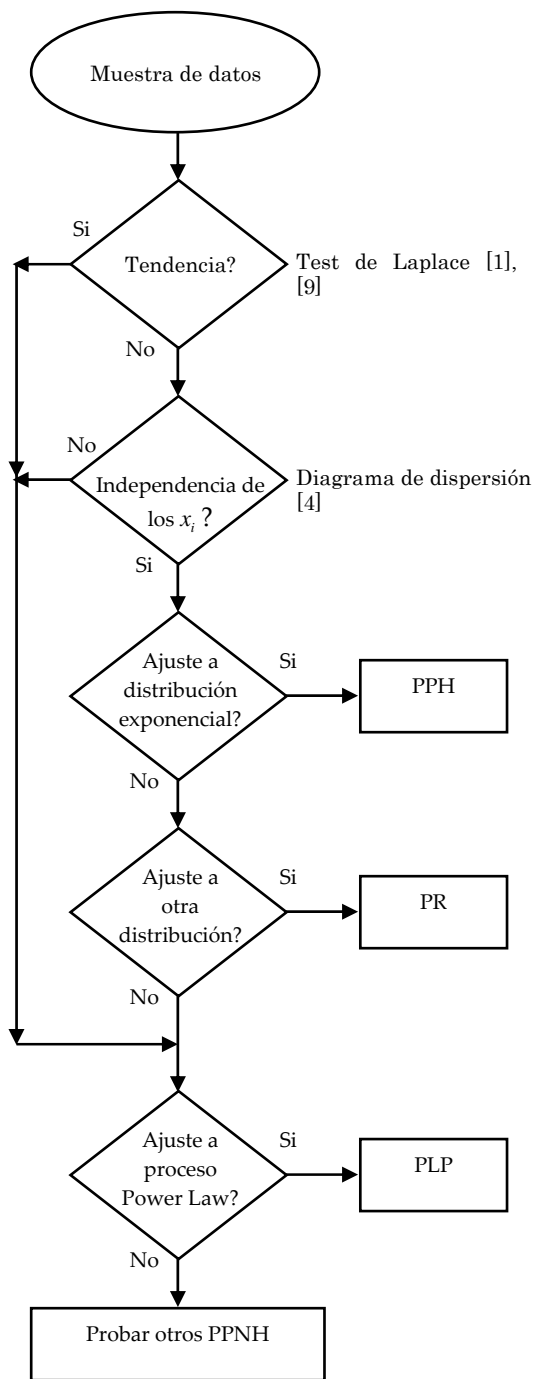 Muestra de datos
Si
Tendencia?
Test de Laplace [1],
[9]
No
No
Independencia de
los x_i ?
Diagrama de dispersión
[4]
Si
Ajuste a
distribución
exponencial?
Si
PPH
No
Ajuste a
otra
distribución?
Si
PR
No
Ajuste a
proceso
Power Law?
Si
PLP
No
Probar otros PPNH